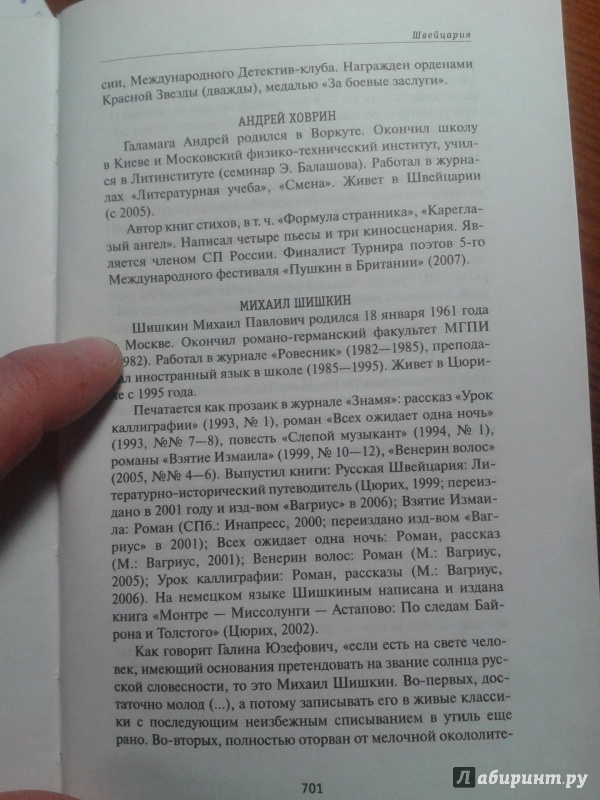 Швейцария
сии, Международного Детектив-клуба. Награжден орденами
Красной Звезды (дважды), медалью «За боевые заслуги».
АНДРЕЙ ХОВРИН
Галамага Андрей родился в Воркуте. Окончил школу
в Киеве и Московский физико-технический институт, учил-
ся в Литинституте (семинар Э. Балашова). Работал в журна-
лах «Литературная учеба», «Смена». Живет в Швейцарии
(с 2005).
Автор книг стихов, в т. ч. «Формула странника», «Карегла-
зый ангел». Написал четыре пьесы и три киносценария. Яв-
ляется членом СП России. Финалист Турнира поэтов 5-го
Международного фестиваля «Пушкин в Британии» (2007).
МИХАИЛ ШИШКИН
Шишкин Михаил Павлович родился 18 января 1961 года
Москве. Окончил романо-германский факультет МГПИ
982). Работал в журнале «Ровесник» (1982—1985), препода-
ал иностранный язык в школе (1985—1995). Живет в Цюри-
хе с 1995 года.
Печатается как прозаик в журнале «Знамя»: рассказ «Урок
каллиграфии» (1993, № 1), роман «Всех ожидает одна ночь»
(1993, №№ 7—8), повесть «Слепой музыкант» (1994, № 1),
романы «Взятие Измаила» (1999, № 10—12), «Венерин волос»
(2005, №№ 4—6). Выпустил книги: Русская Швейцария: Ли-
тературно-исторический путеводитель (Цюрих, 1999; переиз-
дано в 2001 году и изд-вом «Вагриус» в 2006); Взятие Измаи-
ла: Роман (СПб.: Инапресс, 2000; переиздано изд-вом «Ваг-
риус» в 2001); Всех ожидает одна ночь: Роман, рассказ
(М.: Вагриус, 2001); Венерин волос: Роман (М.: Вагриус,
2005); Урок каллиграфии: Роман, рассказы (М.: Вагриус,
2006). На немецком языке Шишкиным написана и издана
книга «Монтре — Миссолунги — Астапово: По следам Бай-
рона и Толстого» (Цюрих, 2002).
Как говорит Галина Юзефович, «если есть на свете чело-
век, имеющий основания претендовать на звание солнца рус-
ской словесности, то это Михаил Шишкин. Во-первых, дос-
таточно молод (...), а потому записывать его в живые класси-
ки с последующим неизбежным списыванием в утиль еще
рано. Во-вторых, полностью оторван от мелочной окололите-
701
лабиринт.ру